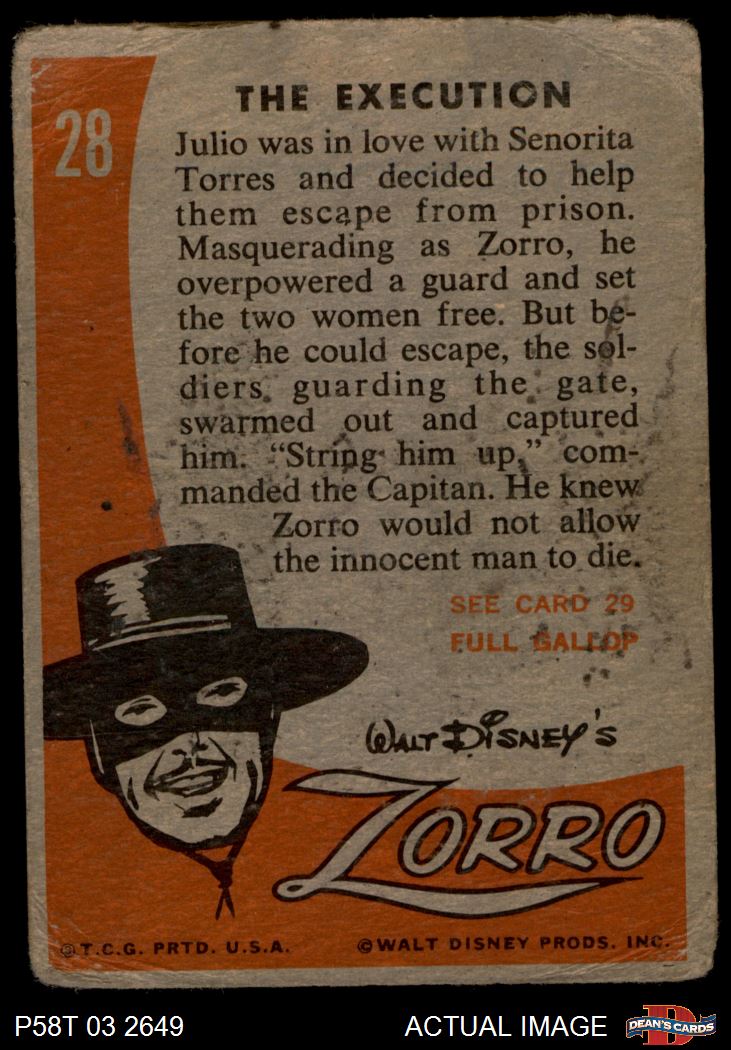 28
THE EXECUTION
Julio was in love with Senorita
Torres and decided to help
them escape from prison.
Masquerading as Zorro, he
overpowered a guard and set
the two women free. But be-
fore he could escape, the sol-
diers guarding the gate,
swarmed out and captured
him. “String him up,” com-
manded the Capitan. He knew
Zorro would not allow
the innocent man to die.
SEE CARD 29
FULL GALLOP
WALT DISNEY'S
ZORRO
©T.C.G. PRTD. U.S.A.
©WALT DISNEY PRODS. INC.
P58T 03 2649
ACTUAL IMAGE
D
DEAN'S CARDS